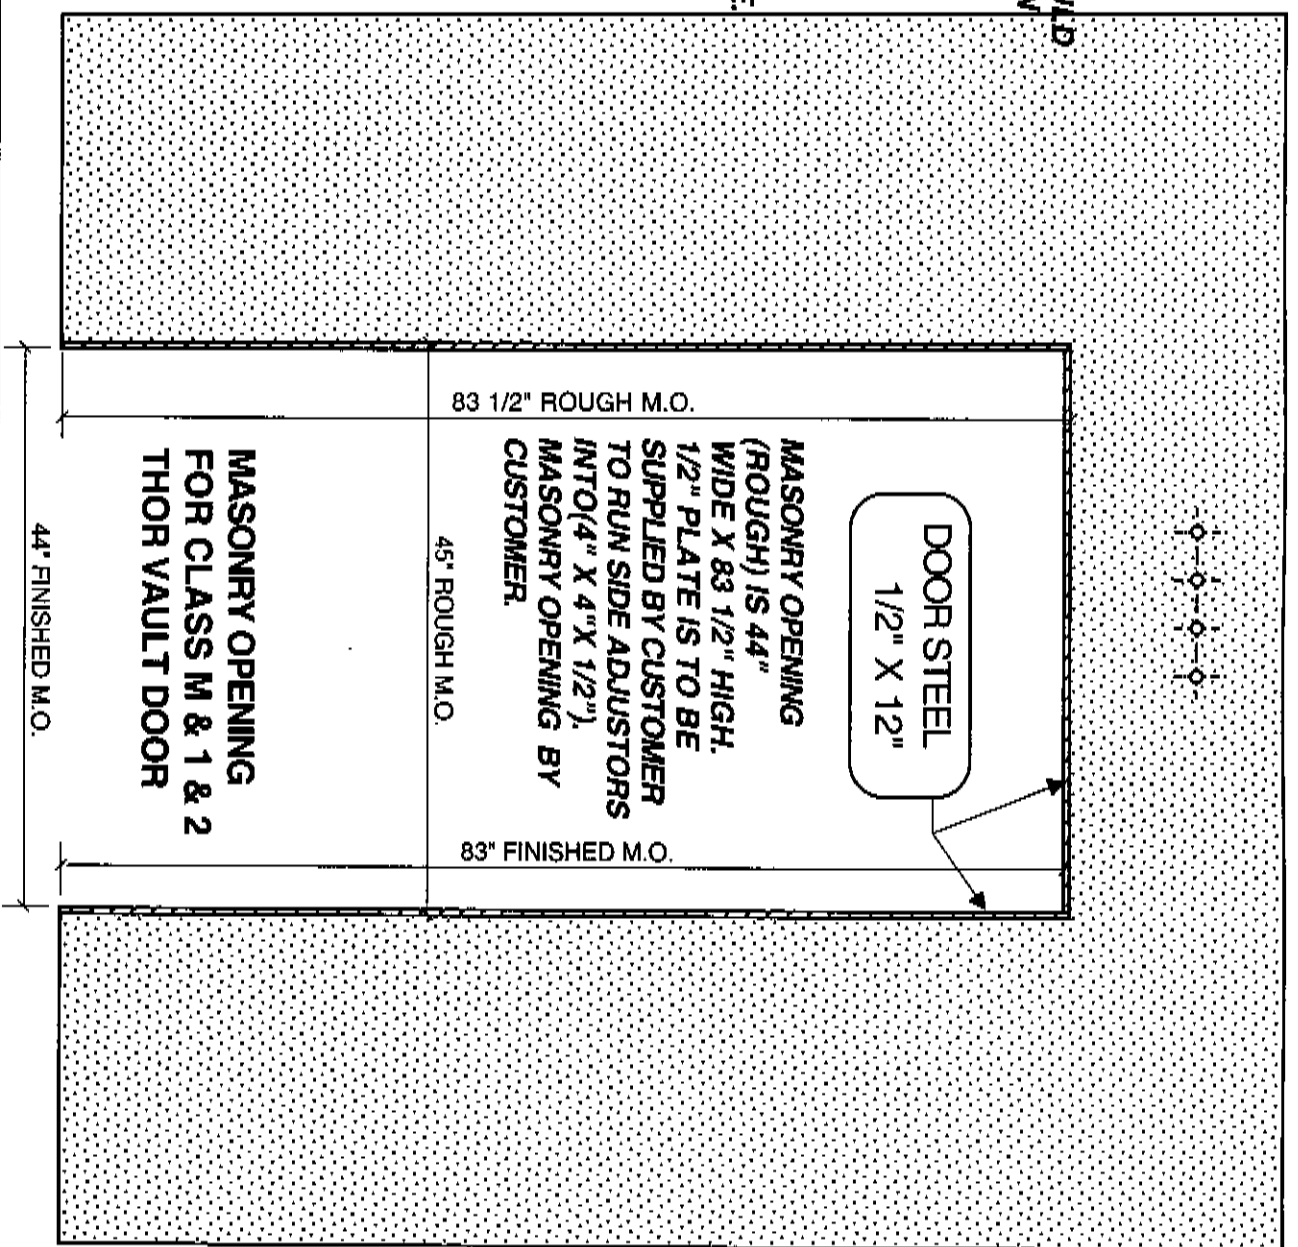 DOOR STEEL
1/2" X 12"
MASONRY OPENING
(ROUGH) IS 44"
WIDE X 83 1/2" HIGH.
1/2" PLATE IS TO BE
SUPPLIED BY CUSTOMER
TO RUN SIDE ADJUSTORS
INTO(4" X 4"X 1/2").
MASONRY OPENING BY
CUSTOMER.
83 1/2" ROUGH M.O.
83" FINISHED M.O.
45" ROUGH M.O.
MASONRY OPENING
FOR CLASS M & 1 & 2
THOR VAULT DOOR
44" FINISHED M.O.